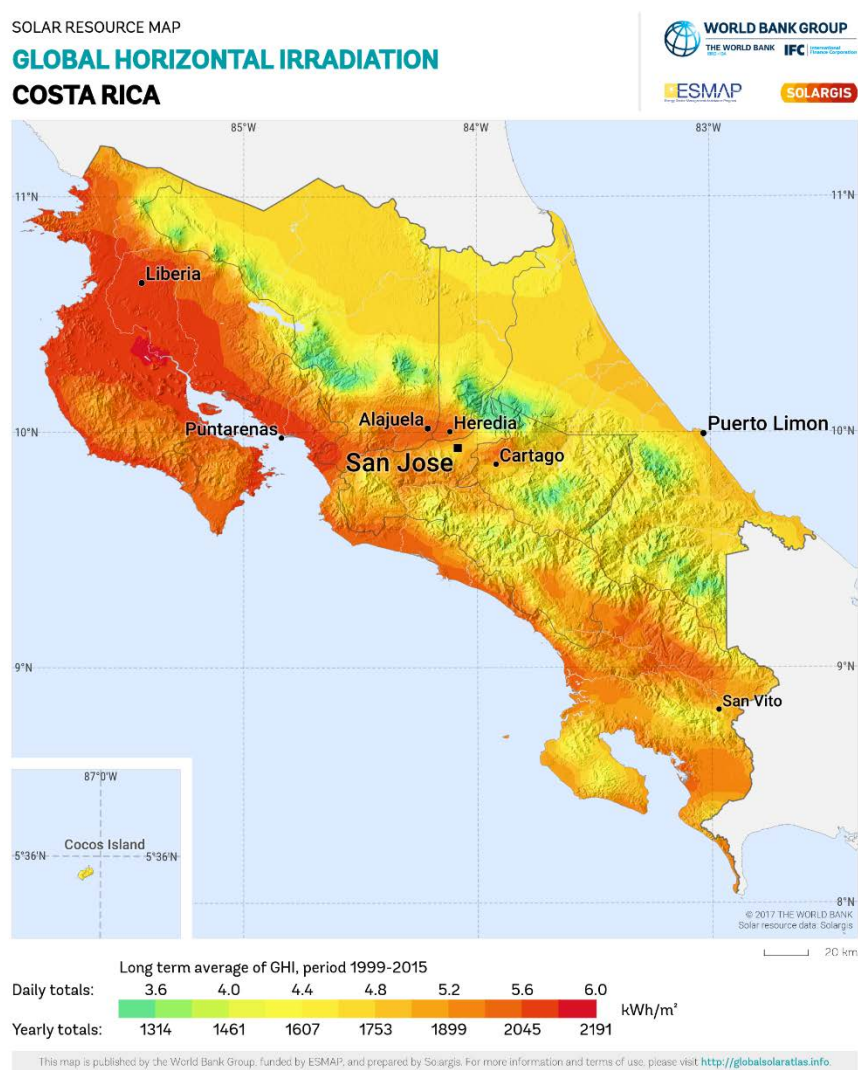 SOLAR RESOURCE MAP
GLOBAL HORIZONTAL IRRADIATION
COSTA RICA
WORLD BANK GROUP
THE WORLD BANK
IFC International Finance Corporation
ESMAP
SOLARGIS
85°W 84°W 83°W
11°N 11°N
Liberia
Alajuela Heredia
10°N Puntarenas Puerto Limon 10°N
San Jose Cartago
9°N 9°N
San Vito
87°0'W
Cocos Island
5°36'N 5°36'N
8°N
© 2017 THE WORLD BANK
Solar resource data: Solargis
20 km
Long term average of GHI, period 1999-2015
Daily totals: 3.6 4.0 4.4 4.8 5.2 5.6 6.0
kWh/m²
Yearly totals: 1314 1461 1607 1753 1899 2045 2191
This map is published by the World Bank Group, funded by ESMAP, and prepared by Solargis. For more information and terms of use, please visit http://globalsolaratlas.info.